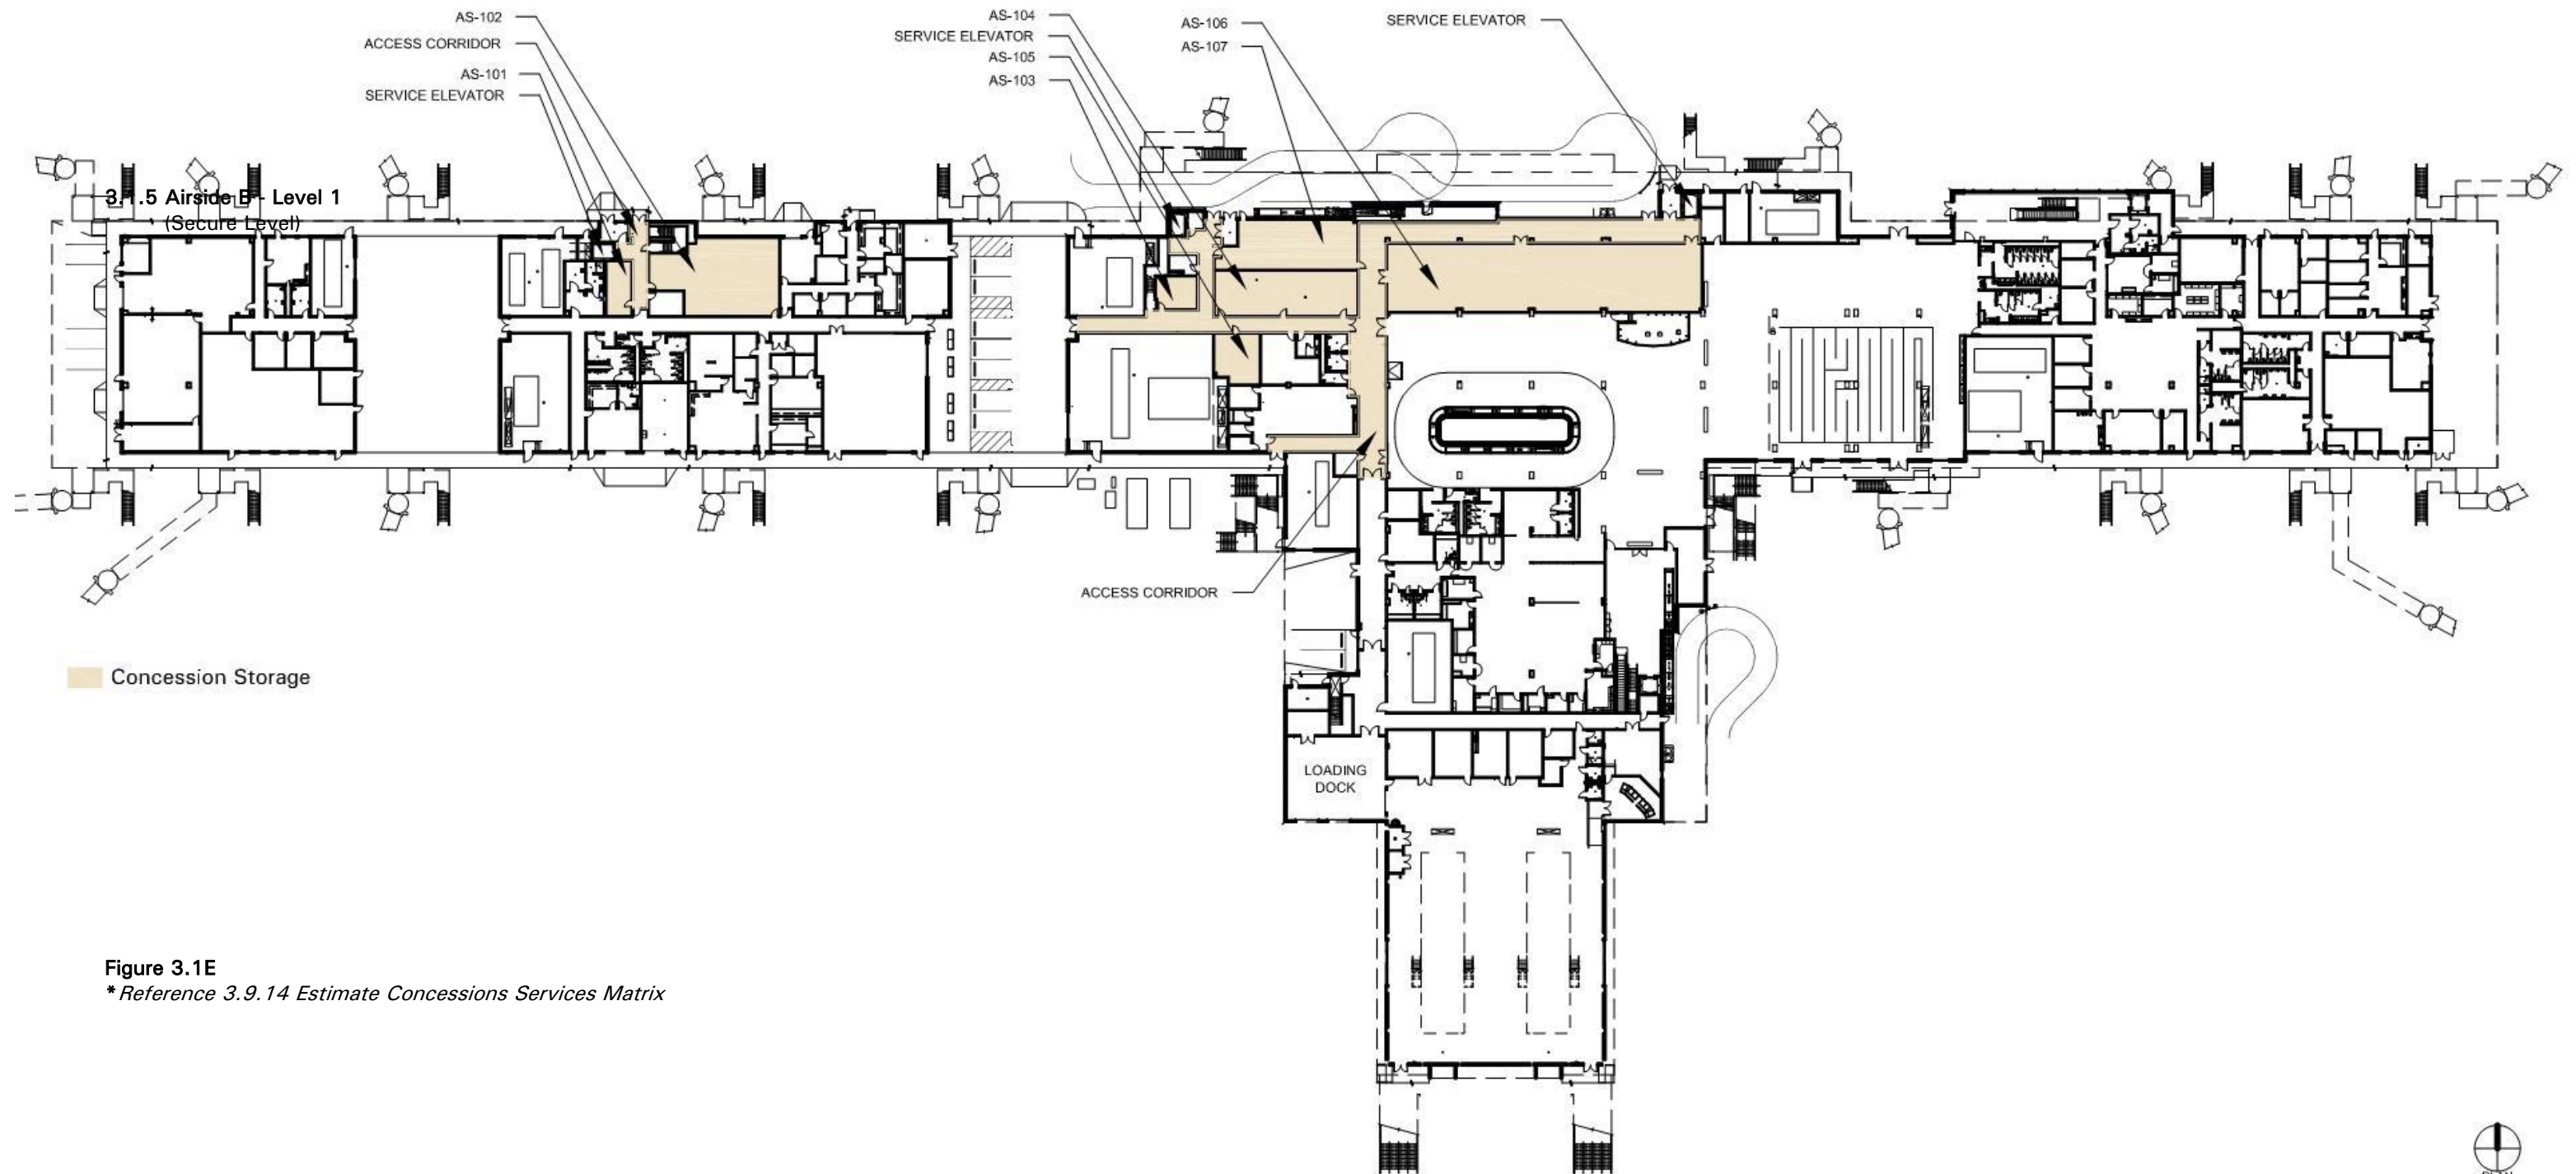 AS-102
ACCESS CORRIDOR
AS-101
SERVICE ELEVATOR
AS-104
SERVICE ELEVATOR
AS-105
AS-103
AS-106
AS-107
SERVICE ELEVATOR
3.1.5 Airside B - Level 1
(Secure Level)
ACCESS CORRIDOR
Concession Storage
LOADING
DOCK
Figure 3.1E
*Reference 3.9.14 Estimate Concessions Services Matrix